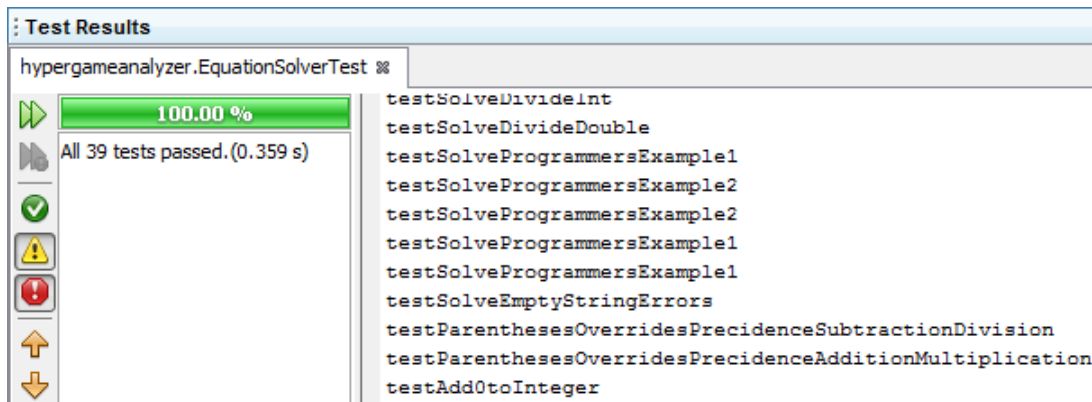 Test Results
hypergameanalyzer.EquationSolverTest
100.00 %
All 39 tests passed.(0.359 s)
testSolveDivideInt
testSolveDivideDouble
testSolveProgrammersExample1
testSolveProgrammersExample2
testSolveProgrammersExample2
testSolveProgrammersExample1
testSolveProgrammersExample1
testSolveEmptyStringErrors
testParenthesesOverridesPrecidenceSubtractionDivision
testParenthesesOverridesPrecidenceAdditionMultiplication
testAdd0toInteger